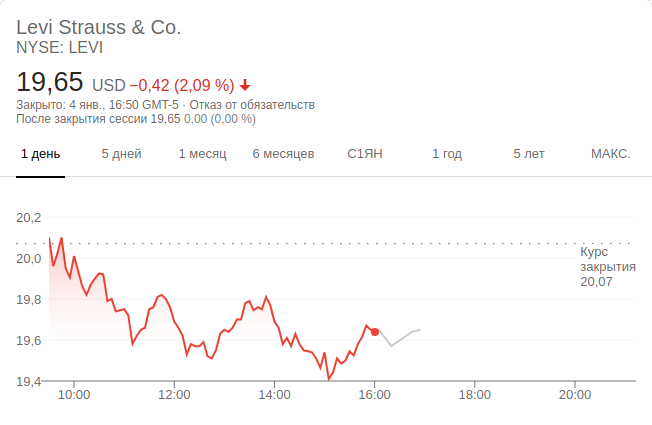 Levi Strauss & Co.
NYSE: LEVI
19,65 USD −0,42 (2,09 %)
Закрыто: 4 янв., 16:50 GMT-5 · Отказ от обязательств
После закрытия сессии 19,65 0,00 (0,00 %)
1 день 5 дней 1 месяц 6 месяцев С1ЯН 1 год 5 лет МАКС.
20,2
20,0
19,8
19,6
19,4
Курс
закрытия
20,07
10:00 12:00 14:00 16:00 18:00 20:00